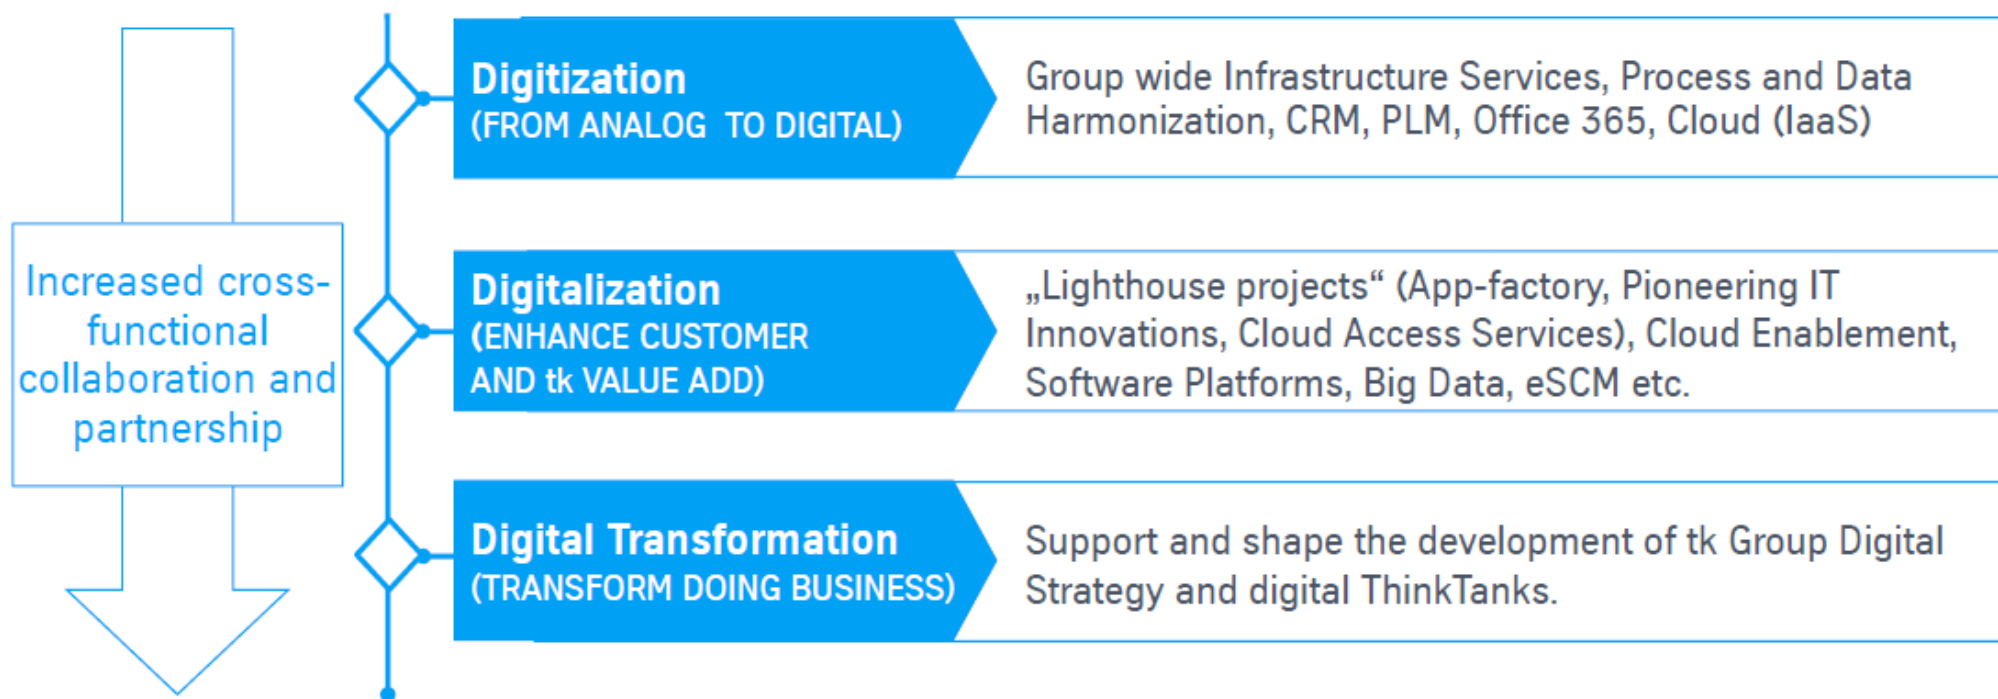 Increased cross-
functional
collaboration and
partnership
Digitization
(FROM ANALOG TO DIGITAL)
Group wide Infrastructure Services, Process and Data
Harmonization, CRM, PLM, Office 365, Cloud (IaaS)
Digitalization
(ENHANCE CUSTOMER
AND tk VALUE ADD)
„Lighthouse projects“ (App-factory, Pioneering IT
Innovations, Cloud Access Services), Cloud Enablement,
Software Platforms, Big Data, eSCM etc.
Digital Transformation
(TRANSFORM DOING BUSINESS)
Support and shape the development of tk Group Digital
Strategy and digital ThinkTanks.